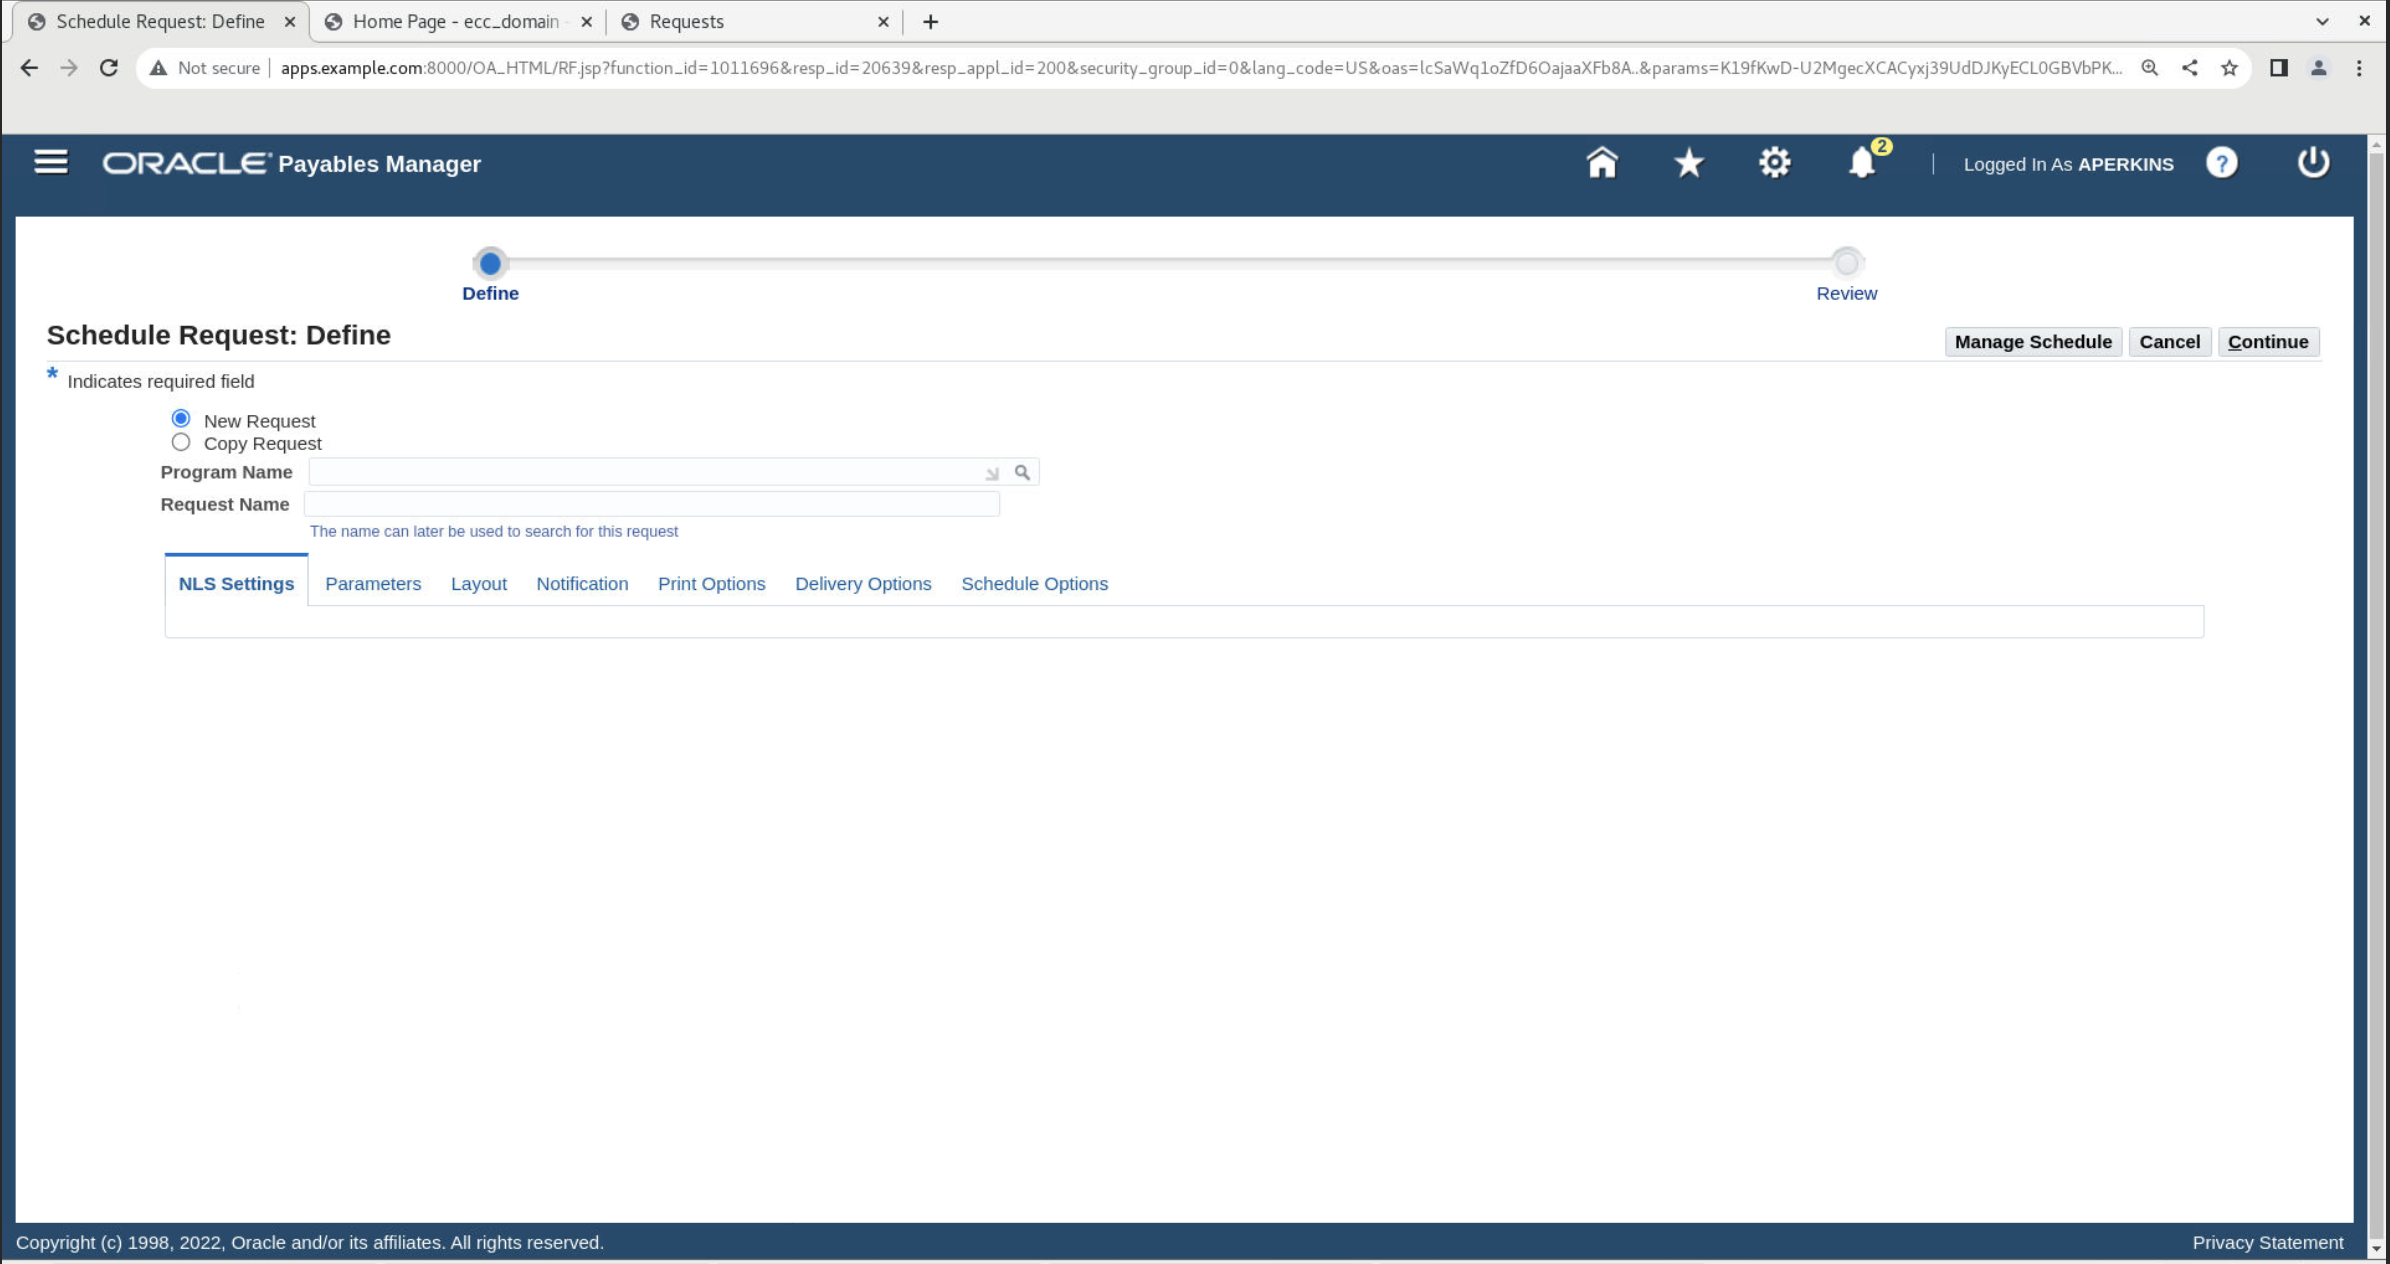 Schedule Request: Define
Home Page - ecc_domain -
Requests
Not secure
apps.example.com:8000/OA_HTML/RF.jsp?function_id=1011696&resp_id=20639&resp_appl_id=200&security_group_id=0&lang_code=US&oas=lcSaWq1oZfD6OajaaXFb8A..&params=K19fKwD-U2MgecXCACyxj39UdDJKyECL0GBVbPK...
ORACLE Payables Manager
2
Logged In As APERKINS
?
Define
Review
Schedule Request: Define
Manage Schedule
Cancel
Continue
* Indicates required field
New Request
Copy Request
Program Name
Request Name
The name can later be used to search for this request
NLS Settings
Parameters
Layout
Notification
Print Options
Delivery Options
Schedule Options
Copyright (c) 1998, 2022, Oracle and/or its affiliates. All rights reserved.
Privacy Statement